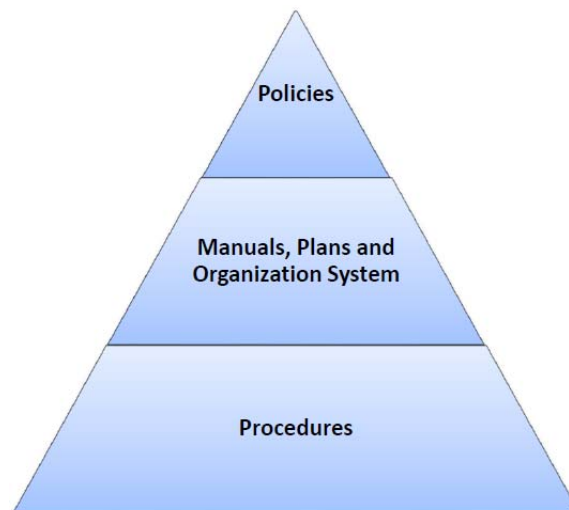 Policies
Manuals, Plans and
Organization System
Procedures